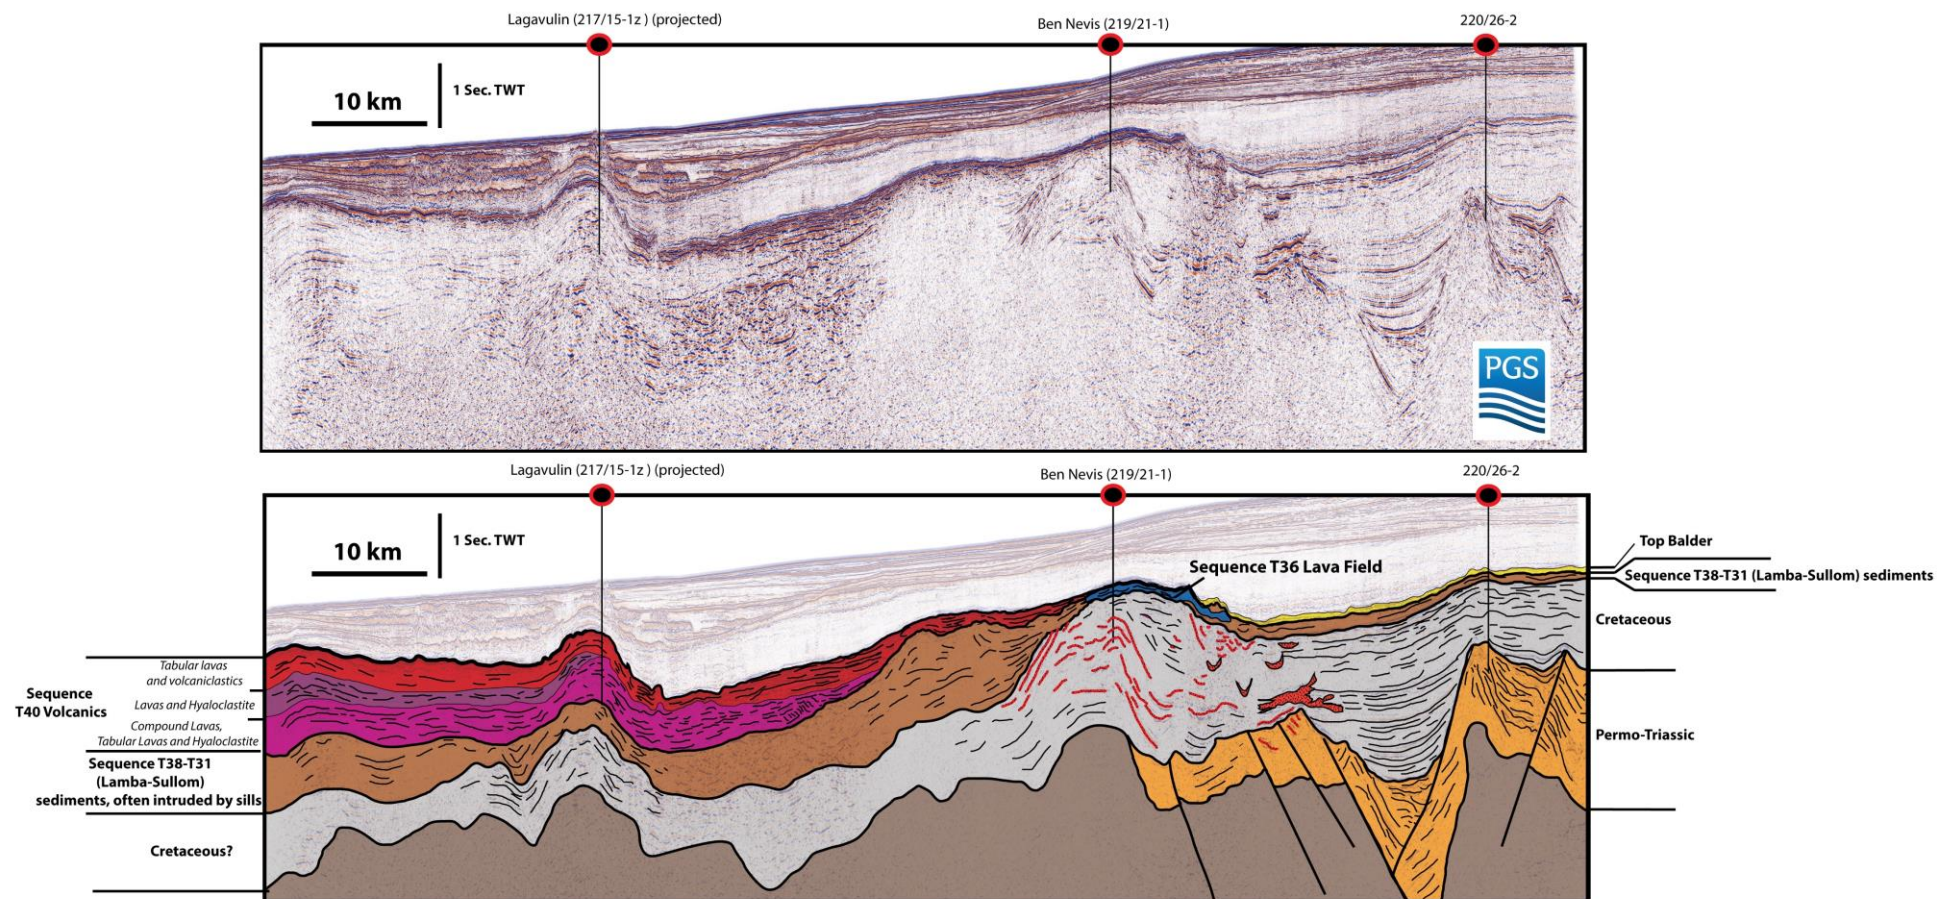 Lagavulin (217/15-1z ) (projected)
Ben Nevis (219/21-1)
220/26-2
10 km
1 Sec. TWT
PGS
Lagavulin (217/15-1z ) (projected)
Ben Nevis (219/21-1)
220/26-2
10 km
1 Sec. TWT
Sequence T36 Lava Field
Top Balder
Sequence T38-T31 (Lamba-Sullom) sediments
Cretaceous
Permo-Triassic
Sequence
T40 Volcanics
Tabular lavas
and volcaniclastics
Lavas and Hyaloclastite
Compound Lavas,
Tabular Lavas and Hyaloclastite
Sequence T38-T31
(Lamba-Sullom)
sediments, often intruded by sills
Cretaceous?